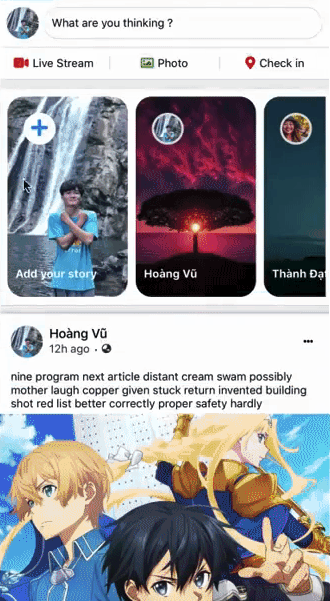 What are you thinking ?
Live Stream
Photo
Check in
Add your story
Hoàng Vũ
Thành Đạt
Hoàng Vũ
12h ago
nine program next article distant cream swam possibly
mother laugh copper given stuck return invented building
shot red list better correctly proper safety hardly